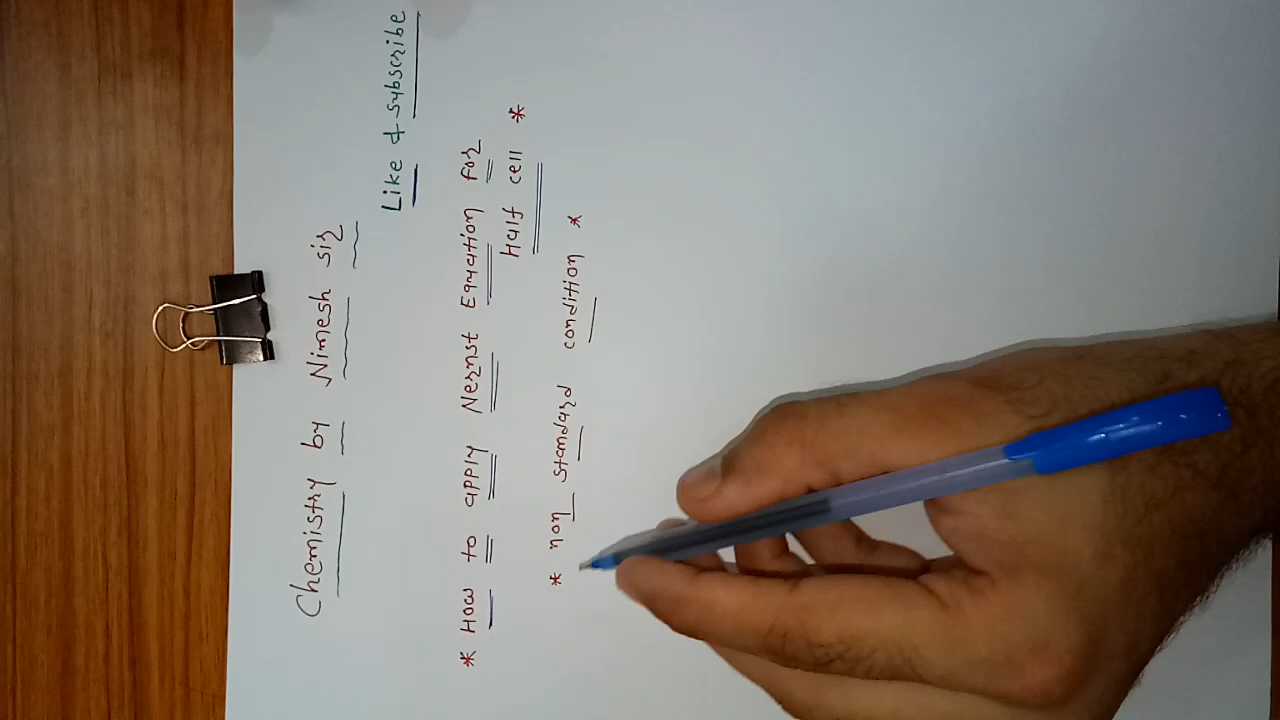 Chemistry by Nimesh sir
Like & subscribe
* How to apply Nernst Equation for
Half cell *
* non standard condition *